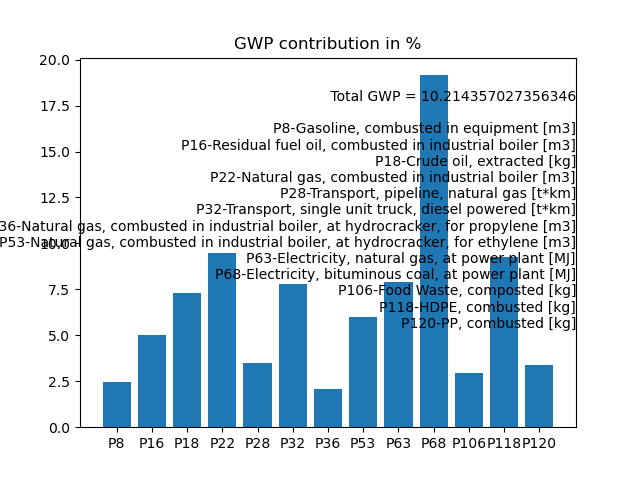 GWP contribution in %
20.0
17.5
15.0
12.5
10.0
7.5
5.0
2.5
0.0
Total GWP = 10.214357027356346
P8-Gasoline, combusted in equipment [m3]
P16-Residual fuel oil, combusted in industrial boiler [m3]
P18-Crude oil, extracted [kg]
P22-Natural gas, combusted in industrial boiler [m3]
P28-Transport, pipeline, natural gas [t*km]
P32-Transport, single unit truck, diesel powered [t*km]
36-Natural gas, combusted in industrial boiler, at hydrocracker, for propylene [m3]
P53-Natural gas, combusted in industrial boiler, at hydrocracker, for ethylene [m3]
P63-Electricity, natural gas, at power plant [MJ]
P68-Electricity, bituminous coal, at power plant [MJ]
P106-Food Waste, composted [kg]
P118-HDPE, combusted [kg]
P120-PP, combusted [kg]
P8 P16 P18 P22 P28 P32 P36 P53 P63 P68 P106 P118 P120